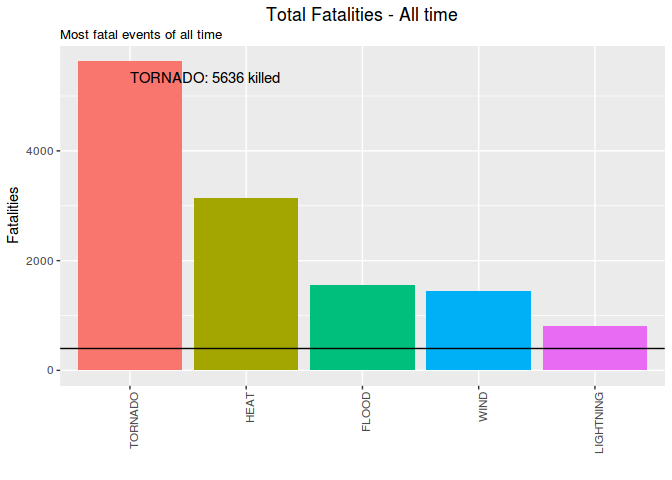 Total Fatalities - All time
Most fatal events of all time
TORNADO: 5636 killed
Fatalities
4000
2000
0
TORNADO
HEAT
FLOOD
WIND
LIGHTNING